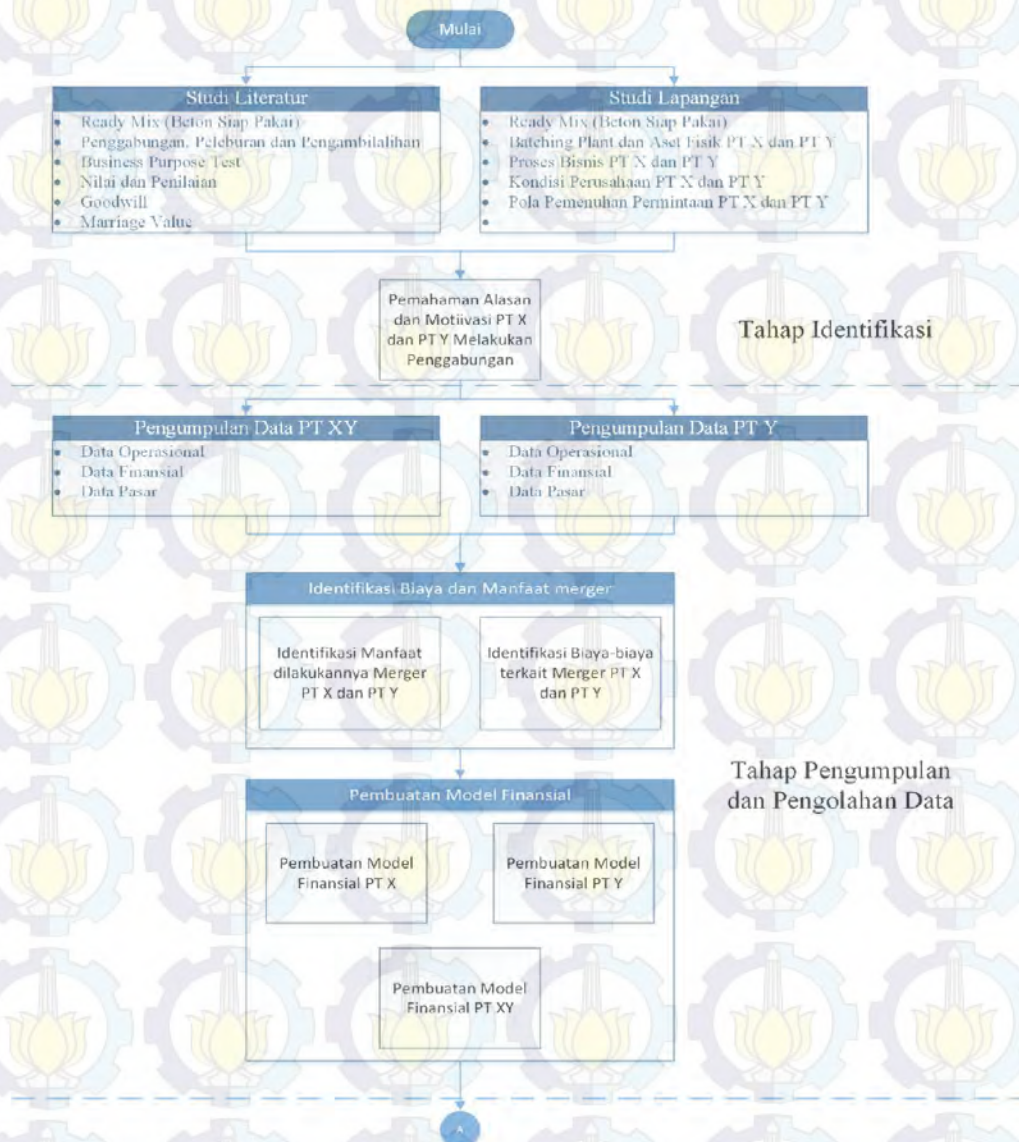 Mulai
Studi Literatur
• Ready Mix (Beton Siap Pakai)
• Penggabungan, Peleburan dan Pengambilalihan
• Business Purpose Test
• Nilai dan Penilaian
• Goodwill
• Marriage Value
Studi Lapangan
• Ready Mix (Beton Siap Pakai)
• Batching Plant dan Aset Fisik PT X dan PT Y
• Proses Bisnis PT X dan PT Y
• Kondisi Perusahaan PT X dan PT Y
• Pola Pemenuhan Permintaan PT X dan PT Y
•
Pemahaman Alasan
dan Motiivasi PT X
dan PT Y Melakukan
Penggabungan
Tahap Identifikasi
Pengumpulan Data PT XY
• Data Operasional
• Data Finansial
• Data Pasar
Pengumpulan Data PT Y
• Data Operasional
• Data Finansial
• Data Pasar
Identifikasi Biaya dan Manfaat merger
Identifikasi Manfaat
dilakukannya Merger
PT X dan PT Y
Identifikasi Biaya-biaya
terkait Merger PT X
dan PT Y
Tahap Pengumpulan
dan Pengolahan Data
Pembuatan Model Finansial
Pembuatan Model
Finansial PT X
Pembuatan Model
Finansial PT Y
Pembuatan Model
Finansial PT XY
A